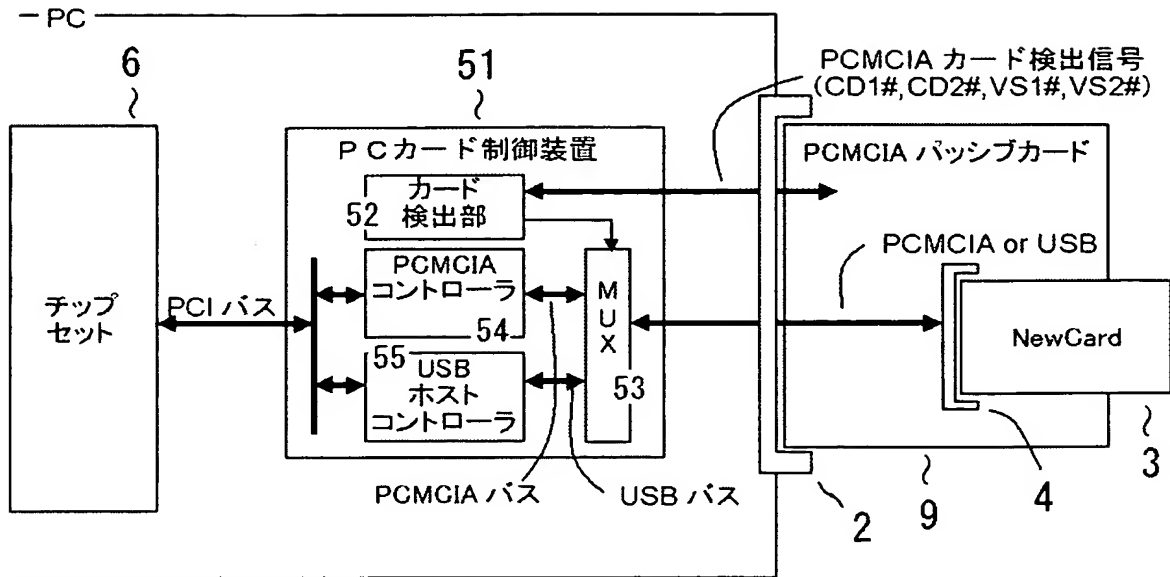 PC
6
51
PCMCIA カード検出信号
(CD1#,CD2#,VS1#,VS2#)
PCカード制御装置
PCMCIA パッシブカード
カード
検出部
52
PCMCIA or USB
チップ
セット
PCI バス
PCMCIA
コントローラ
54
MUX
53
NewCard
55
USB
ホスト
コントローラ
PCMCIA バス
USB バス
2
9
4
3